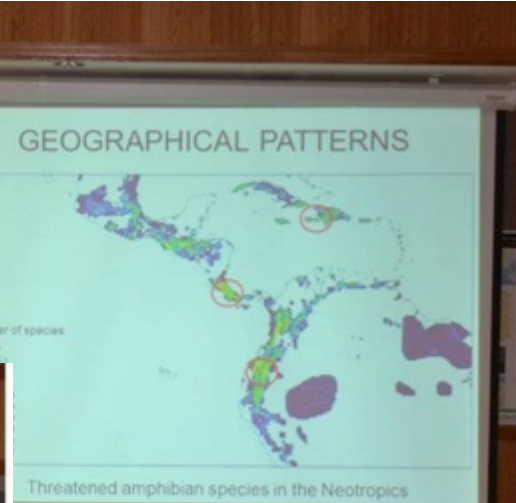 GEOGRAPHICAL PATTERNS
er of species
Threatened amphibian species in the Neotropics